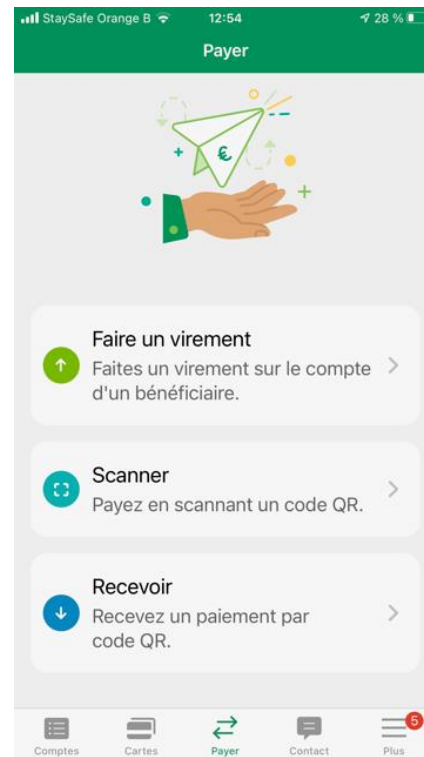 StaySafe Orange B 12:54 28 %
Payer
€
Faire un virement
Faites un virement sur le compte
d'un bénéficiaire.
Scanner
Payez en scannant un code QR.
Recevoir
Recevez un paiement par
code QR.
5
Comptes Cartes Payer Contact Plus